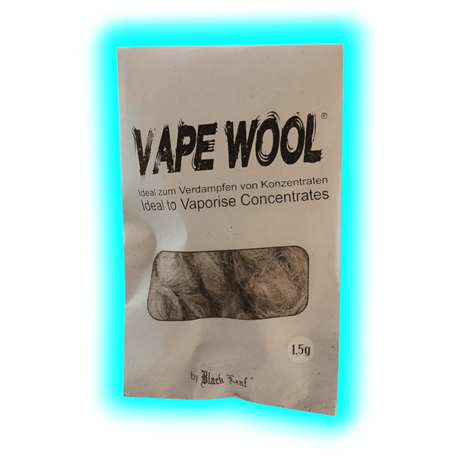 VAPE WOOL®
Ideal zum Verdampfen von Konzentraten
Ideal to Vaporise Concentrates
1,5g
by Black Leaf®